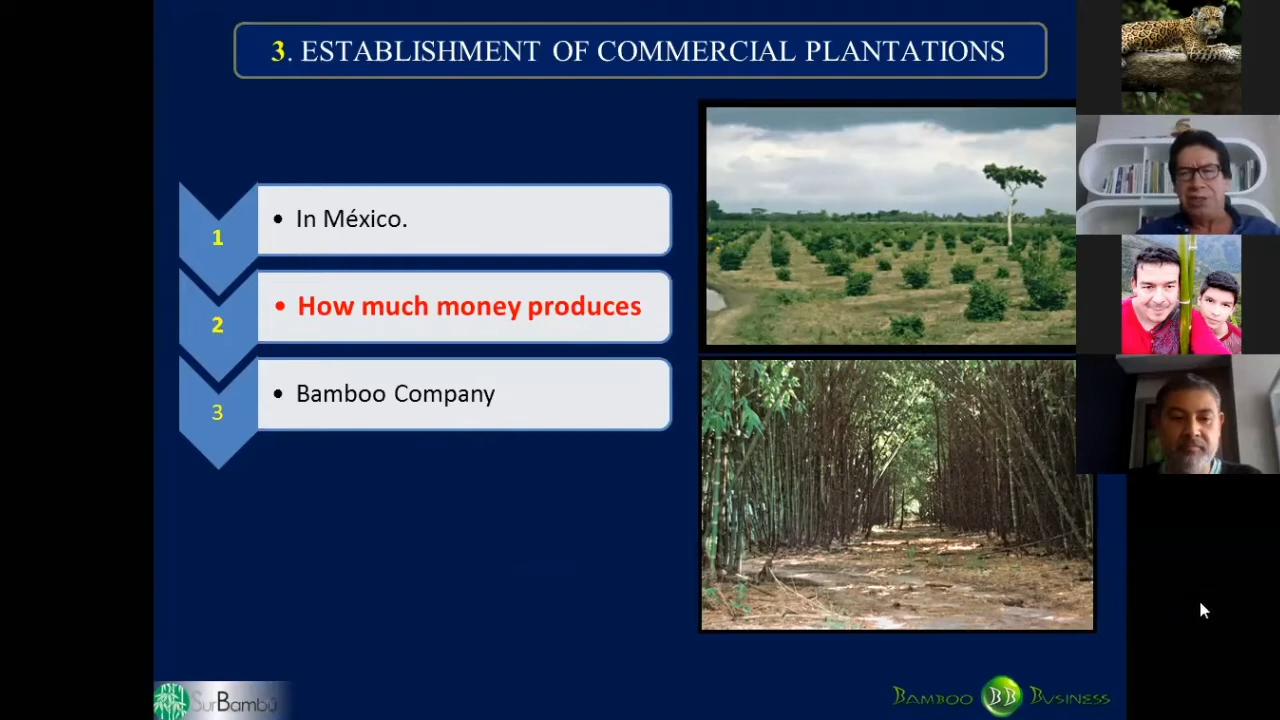 3. ESTABLISHMENT OF COMMERCIAL PLANTATIONS
1
• In México.
2
• How much money produces
3
• Bamboo Company
SurBambú
BAMBOO BB BUSINESS